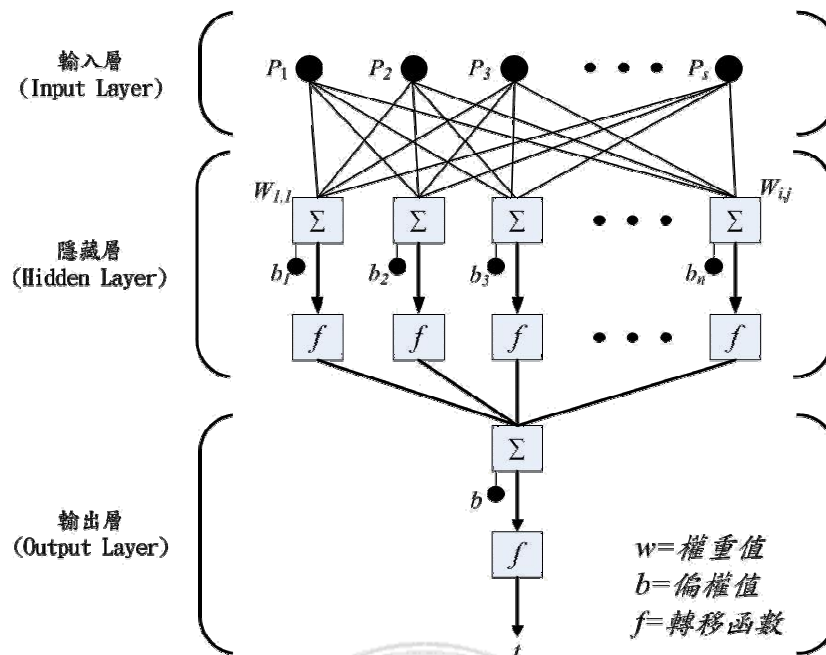 輸入層
(Input Layer)
P1 P2 P3 • • • Ps
W1,1 Wi,j
Σ Σ Σ • • • Σ
隱藏層
(Hidden Layer)
b1 b2 b3 bn
f f f • • • f
Σ
b
輸出層
(Output Layer)
f
w=權重值
b=偏權值
f=轉移函數
t